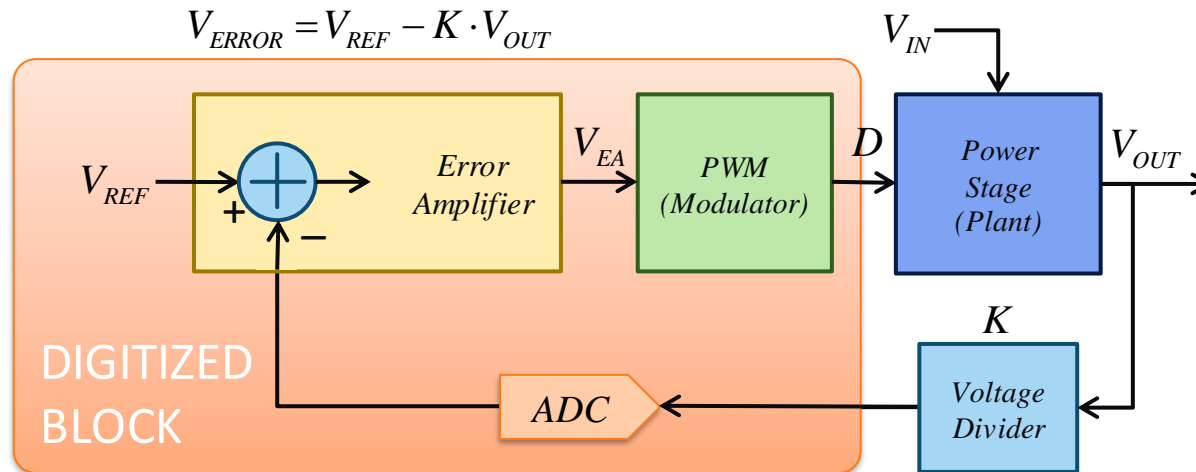 V_ERROR = V_REF − K · V_OUT
V_IN
V_REF
+
−
Error
Amplifier
V_EA
PWM
(Modulator)
D
Power
Stage
(Plant)
V_OUT
K
DIGITIZED
BLOCK
ADC
Voltage
Divider